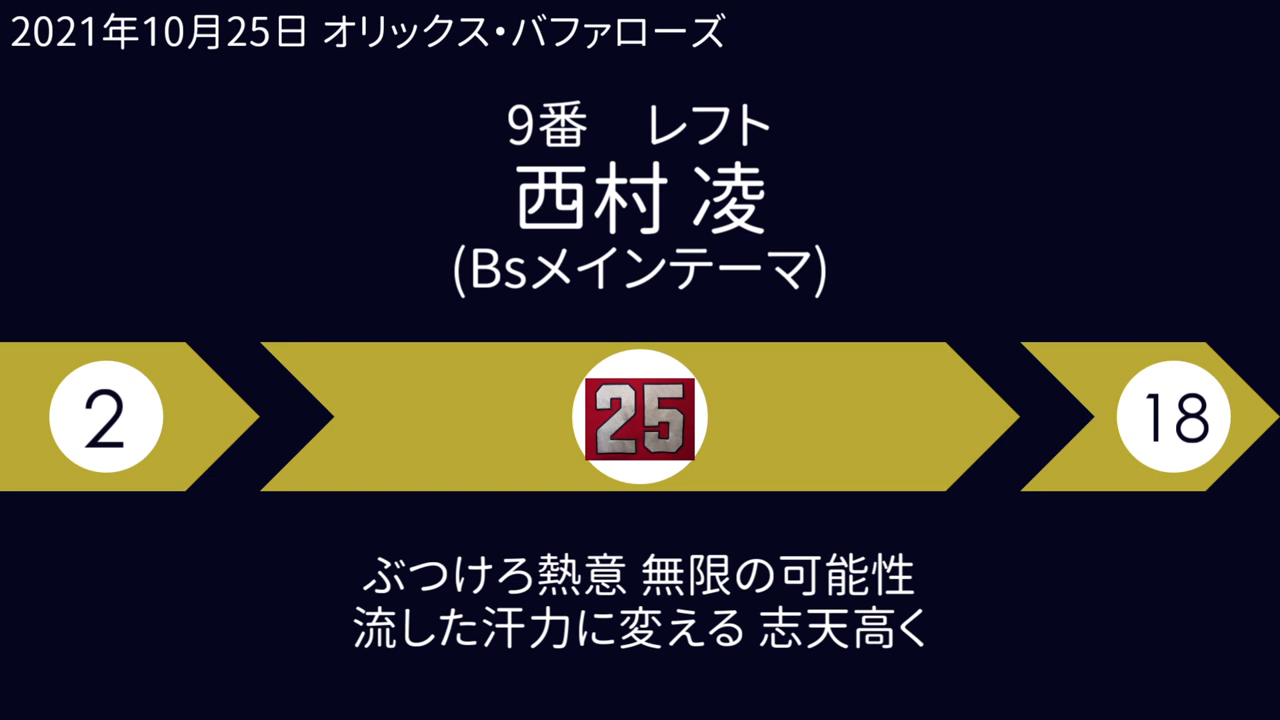 2021年10月25日 オリックス・バファローズ
9番　レフト
西村 凌
(Bsメインテーマ)
2
25
18
ぶつけろ熱意 無限の可能性
流した汗力に変える 志天高く